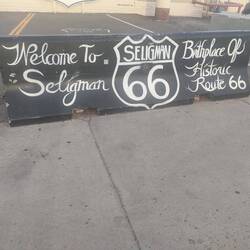 Welcome To
Seligman
SELIGMAN
66
Birthplace Of
Historic
Route 66